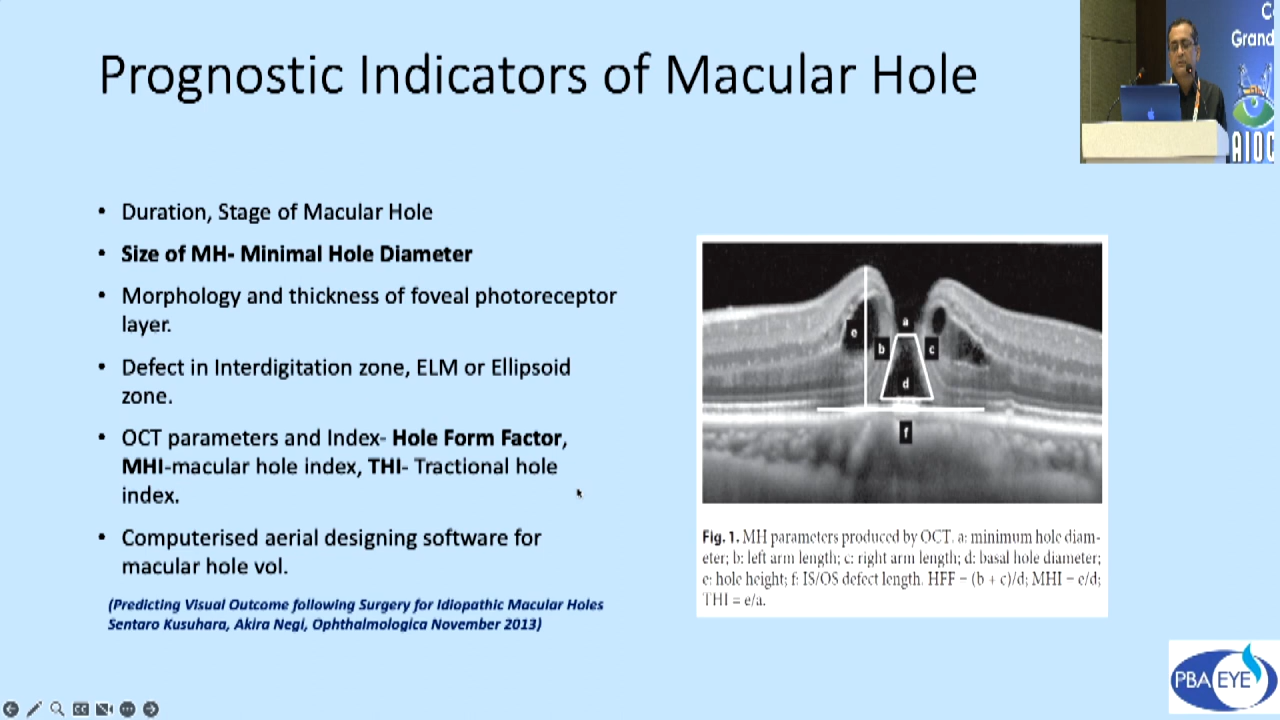 Prognostic Indicators of Macular Hole
C
Grand
AIOC
• Duration, Stage of Macular Hole
• Size of MH- Minimal Hole Diameter
• Morphology and thickness of foveal photoreceptor
layer.
• Defect in Interdigitation zone, ELM or Ellipsoid
zone.
• OCT parameters and Index- Hole Form Factor,
MHI-macular hole index, THI- Tractional hole
index.
• Computerised aerial designing software for
macular hole vol.
(Predicting Visual Outcome following Surgery for Idiopathic Macular Holes
Sentaro Kusuhara, Akira Negi, Ophthalmologica November 2013)
a
e
b
c
d
f
Fig. 1. MH parameters produced by OCT. a: minimum hole diam-
eter; b: left arm length; c: right arm length; d: basal hole diameter;
e: hole height; f: IS/OS defect length. HFF = (b + c)/d; MHI = e/d;
THI = e/a.
PBA EYE
CC